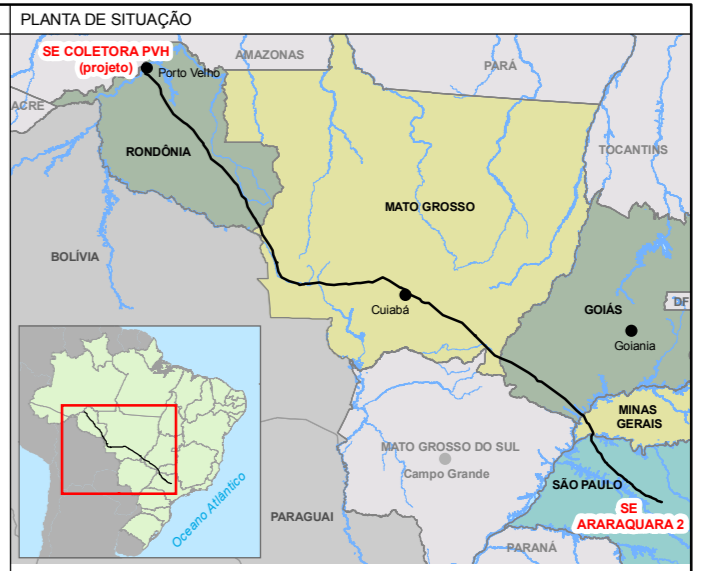 PLANTA DE SITUAÇÃO
SE COLETORA PVH
(projeto)
Porto Velho
AMAZONAS
PARÁ
ACRE
RONDÔNIA
TOCANTINS
MATO GROSSO
BOLÍVIA
Cuiabá
GOIÁS
DF
Goiania
MINAS
GERAIS
MATO GROSSO DO SUL
Campo Grande
SÃO PAULO
SE
ARARAQUARA 2
PARAGUAI
PARANÁ
Oceano Atlântico